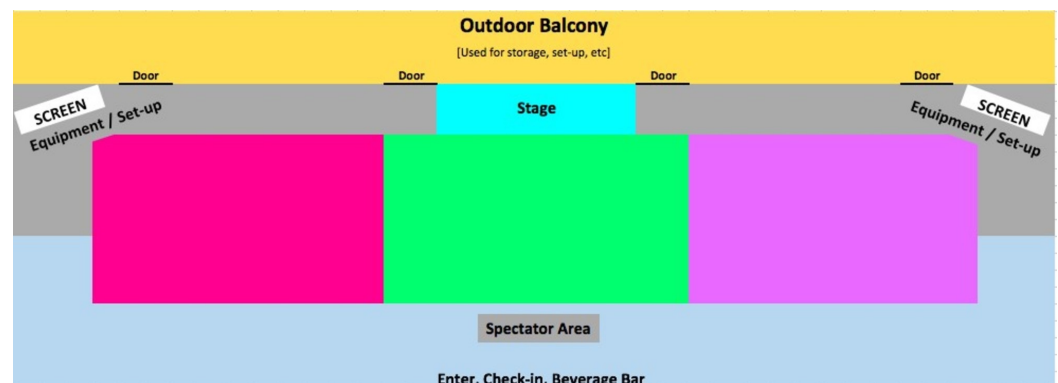 Outdoor Balcony
[Used for storage, set-up, etc]
Door
Door
Door
Door
SCREEN
Equipment / Set-up
Stage
SCREEN
Equipment / Set-up
Spectator Area
Enter, Check-in, Beverage Bar